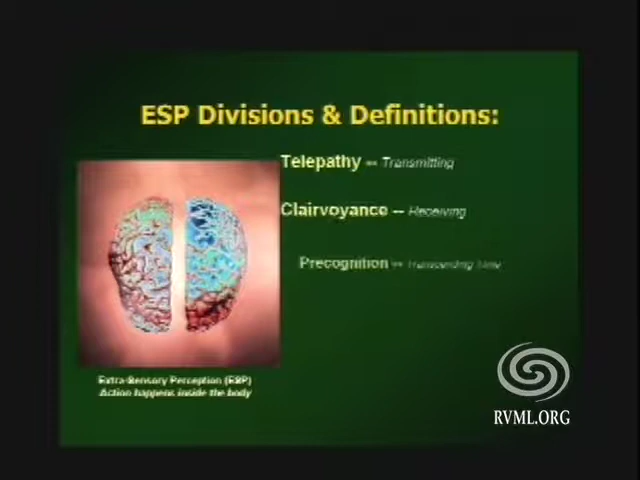 ESP Divisions & Definitions:
Telepathy -- Transmitting
Clairvoyance -- Receiving
Precognition -- Transcending Time
Extra-Sensory Perception (ESP)
Action happens inside the body
RVML.ORG